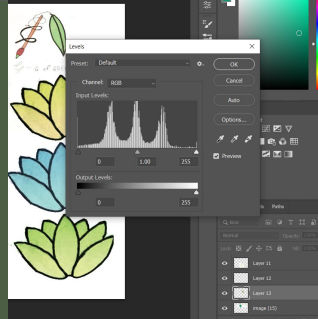 Levels
Preset: Default
OK
Channel: RGB
Cancel
Input Levels:
Auto
Options...
Preview
0 1.00 255
Output Levels:
0 255
Paths
Normal
Layer 11
Layer 12
Layer 13
Image (15)